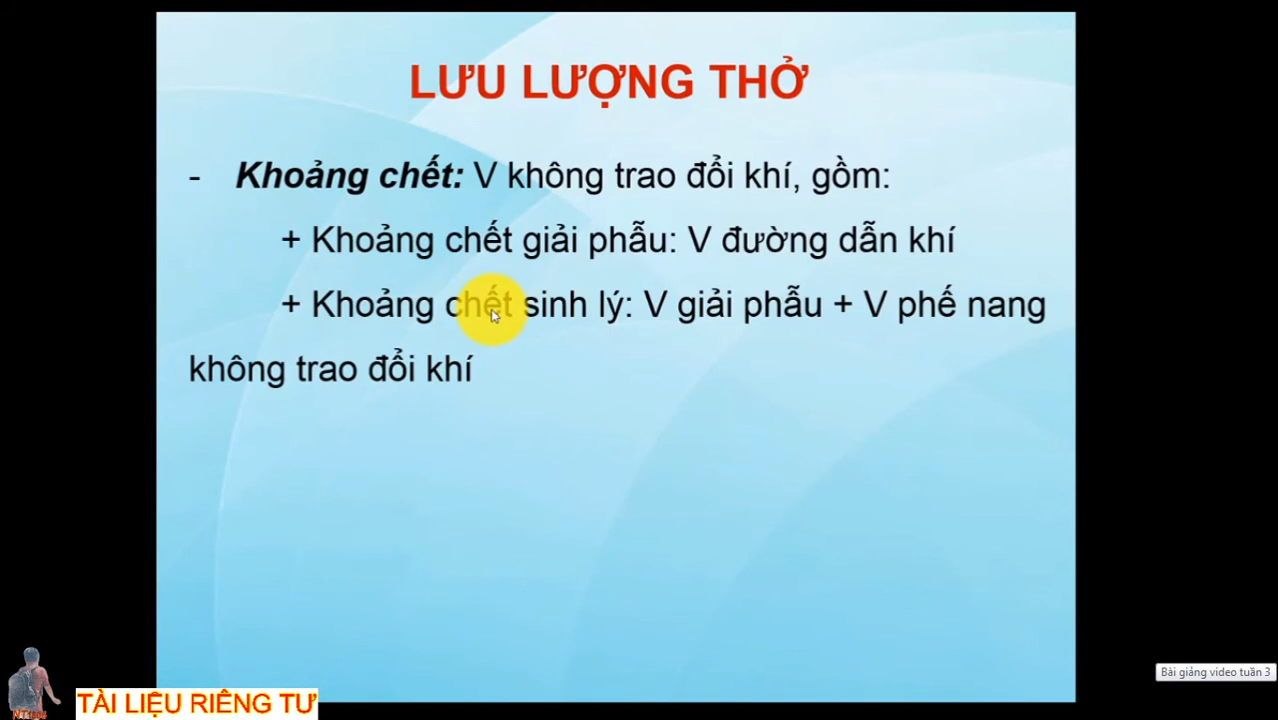 LƯU LƯỢNG THỞ
- Khoảng chết: V không trao đổi khí, gồm:
+ Khoảng chết giải phẫu: V đường dẫn khí
+ Khoảng chết sinh lý: V giải phẫu + V phế nang
không trao đổi khí
Bài giảng video tuần 3
TÀI LIỆU RIÊNG TƯ